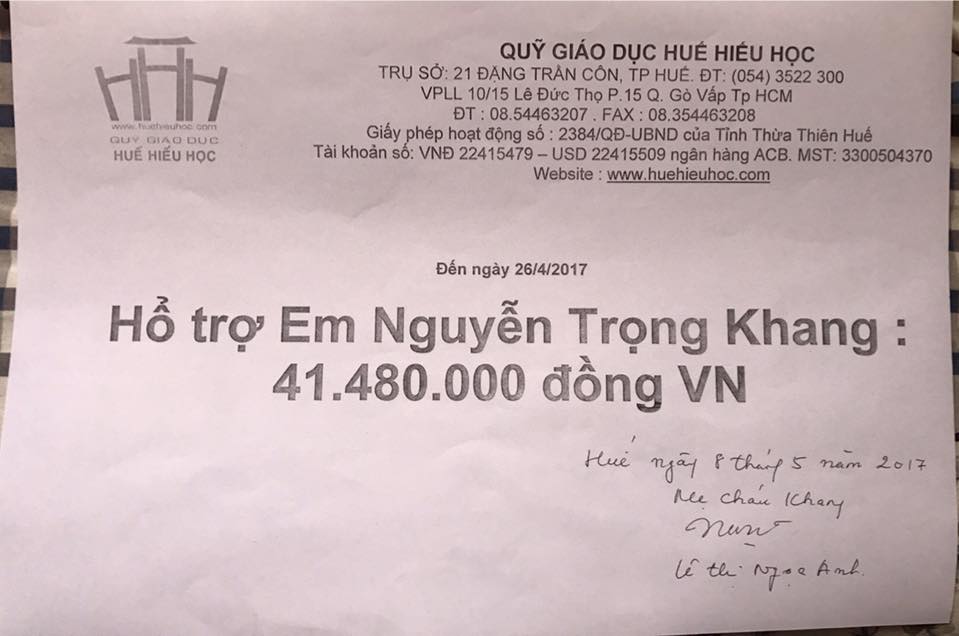 www.huehieuhoc.com
QUỸ GIÁO DỤC
HUẾ HIẾU HỌC
QUỸ GIÁO DỤC HUẾ HIẾU HỌC
TRỤ SỞ: 21 ĐẶNG TRẦN CÔN, TP HUẾ. ĐT: (054) 3522 300
VPLL 10/15 Lê Đức Thọ P.15 Q. Gò Vấp Tp HCM
ĐT : 08.54463207 . FAX : 08.354463208
Giấy phép hoạt động số : 2384/QĐ-UBND của Tỉnh Thừa Thiên Huế
Tài khoản số: VNĐ 22415479 – USD 22415509 ngân hàng ACB. MST: 3300504370
Website : www.huehieuhoc.com
Đến ngày 26/4/2017
Hổ trợ Em Nguyễn Trọng Khang :
41.480.000 đồng VN
Huế ngày 8 tháng 5 năm 2017
Mẹ cháu Khang
Lê thị Ngọc Anh.